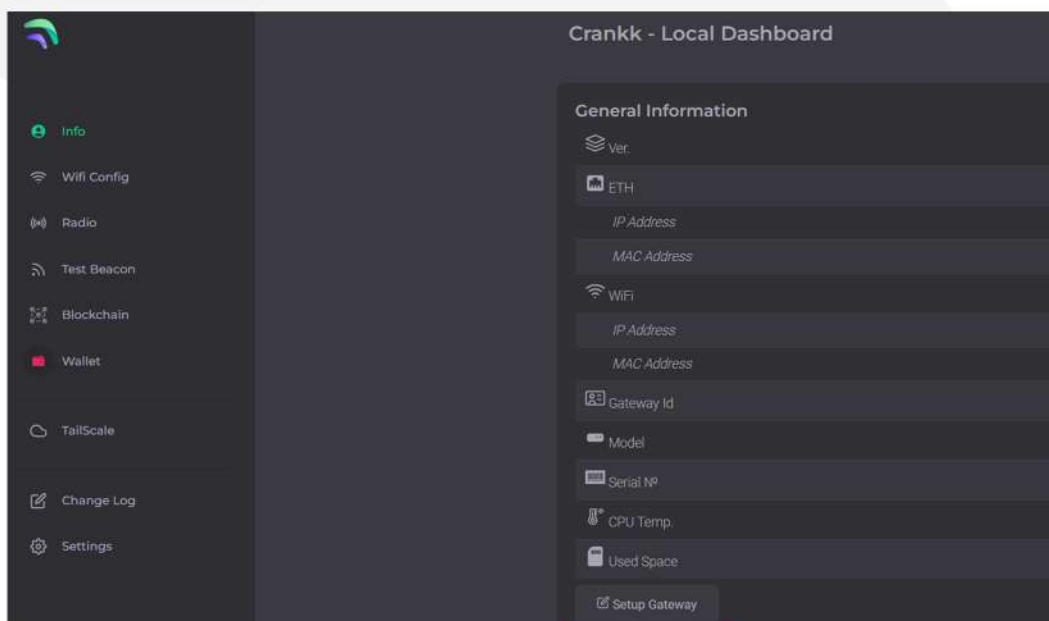 Crankk - Local Dashboard
Info
Wifi Config
Radio
Test Beacon
Blockchain
Wallet
TailScale
Change Log
Settings
General Information
Ver.
ETH
IP Address
MAC Address
WiFi
IP Address
MAC Address
Gateway Id
Model
Serial Nº
CPU Temp.
Used Space
Setup Gateway